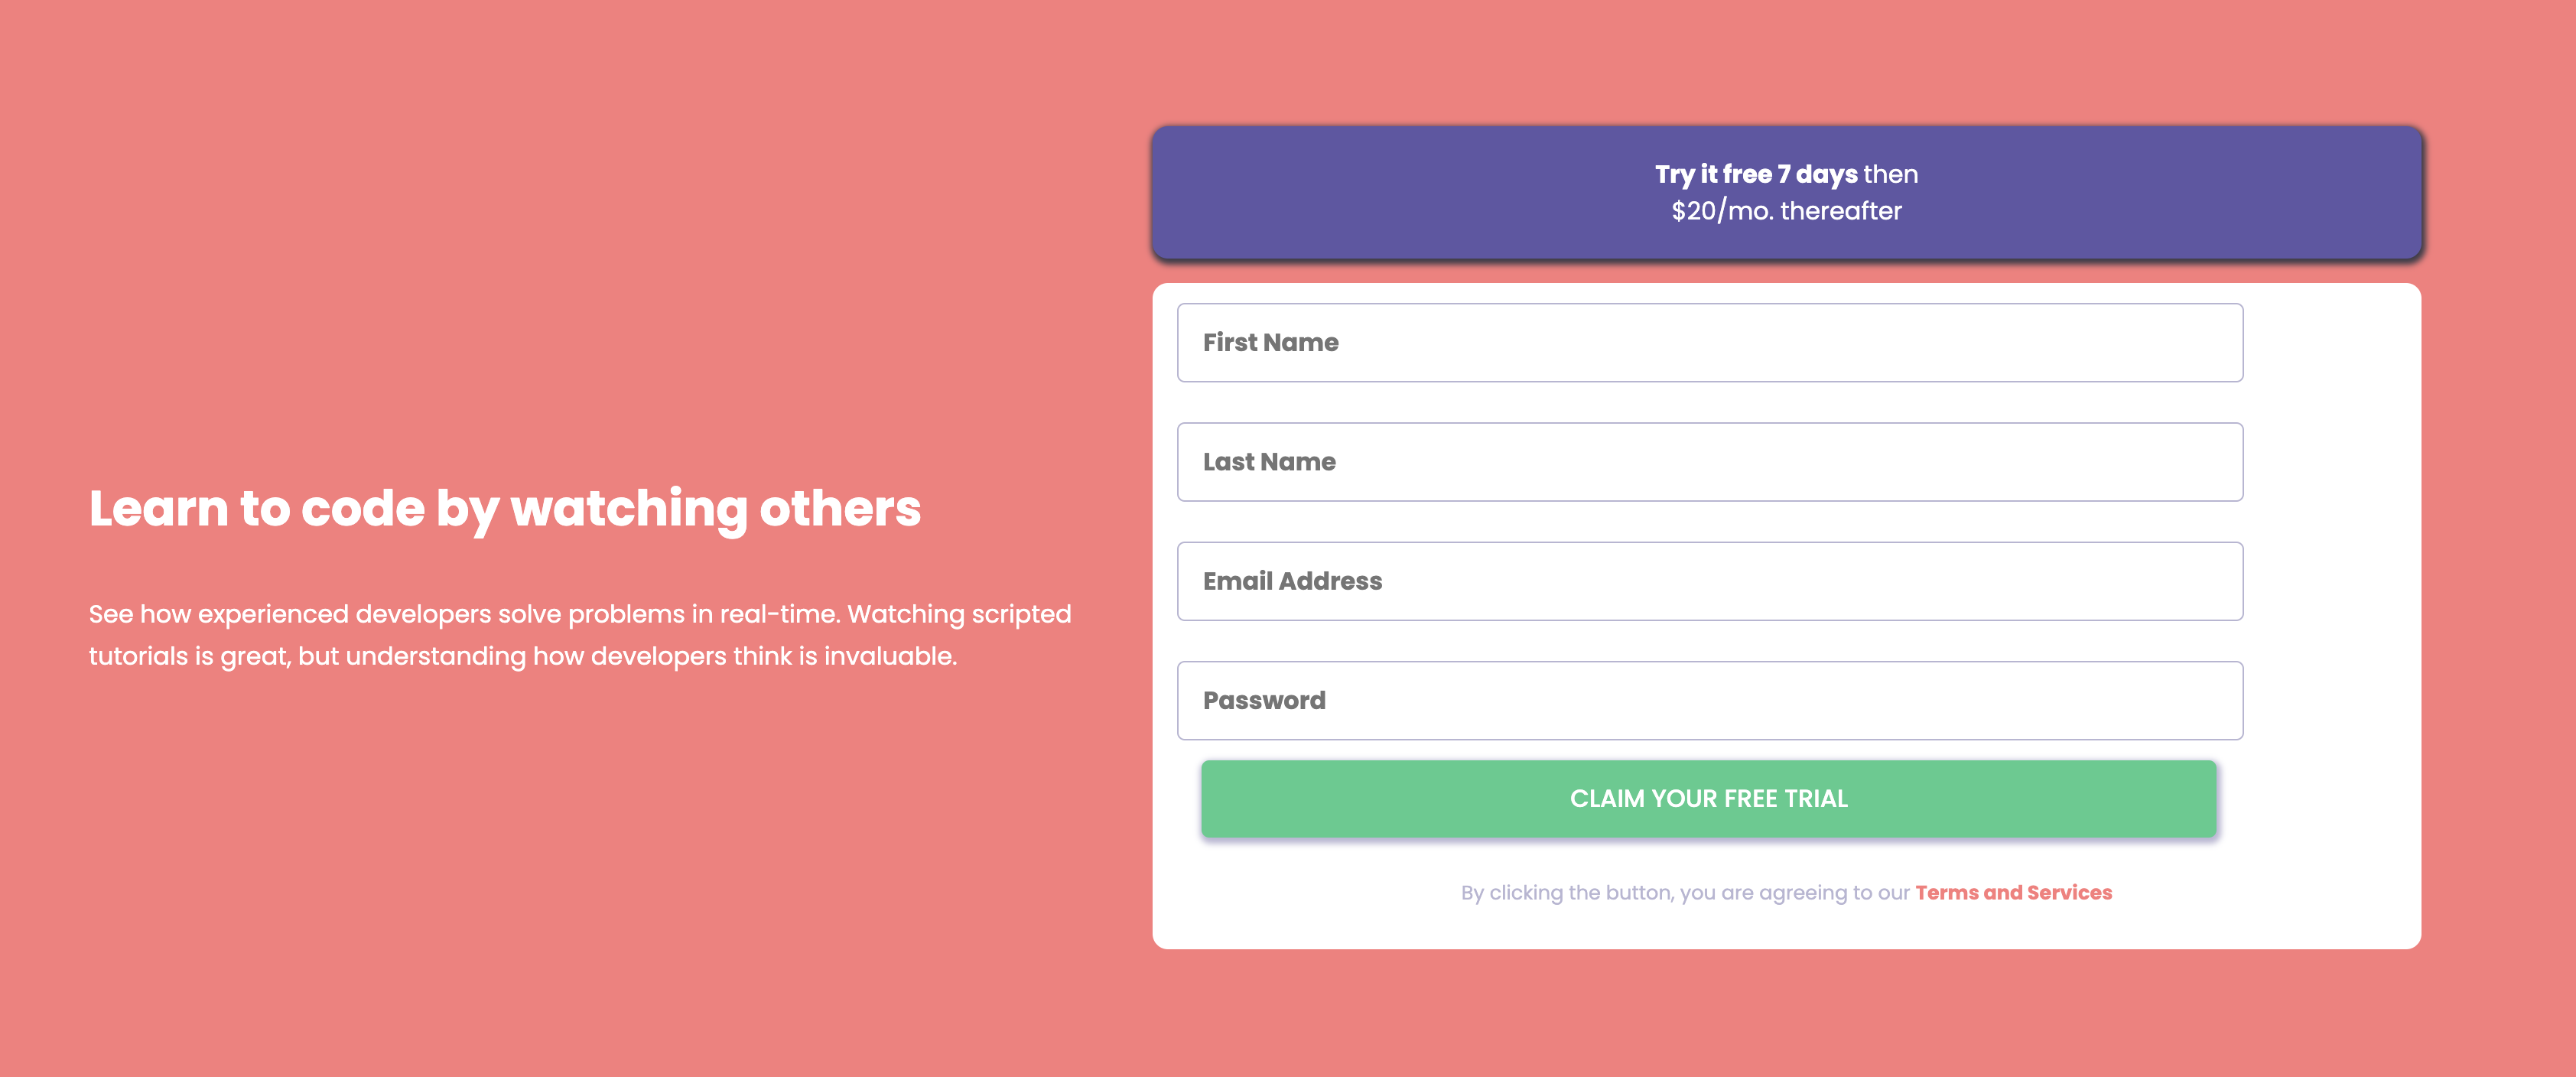 Learn to code by watching others
See how experienced developers solve problems in real-time. Watching scripted
tutorials is great, but understanding how developers think is invaluable.
Try it free 7 days then
$20/mo. thereafter
First Name
Last Name
Email Address
Password
CLAIM YOUR FREE TRIAL
By clicking the button, you are agreeing to our Terms and Services